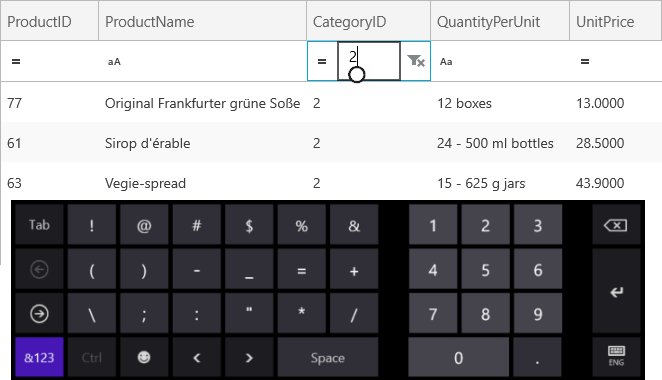 ProductID ProductName CategoryID QuantityPerUnit UnitPrice
= aA = 2 Aa =
77 Original Frankfurter grüne Soße 2 12 boxes 13.0000
61 Sirop d'érable 2 24 - 500 ml bottles 28.5000
63 Vegie-spread 2 15 - 625 g jars 43.9000
Tab ! @ # $ % & 1 2 3
( ) - _ = + 4 5 6
\ ; : " * / 7 8 9
&123 Ctrl < > Space 0 . ENG